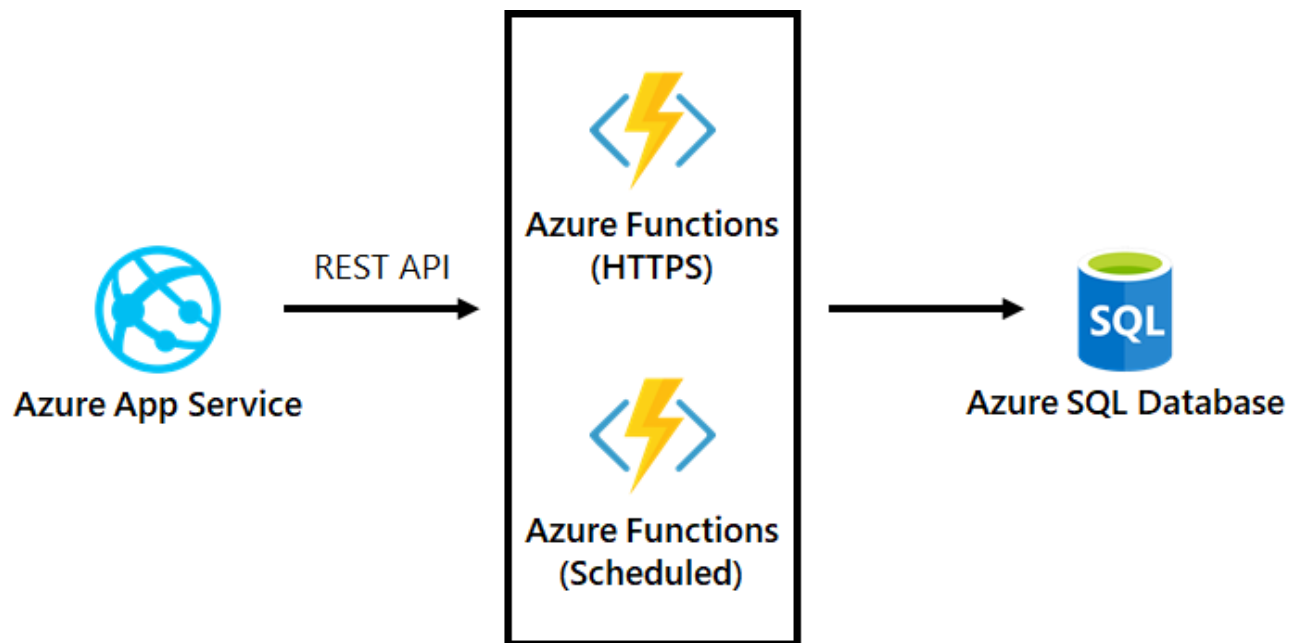 Azure App Service
REST API
Azure Functions
(HTTPS)
Azure Functions
(Scheduled)
SQL
Azure SQL Database